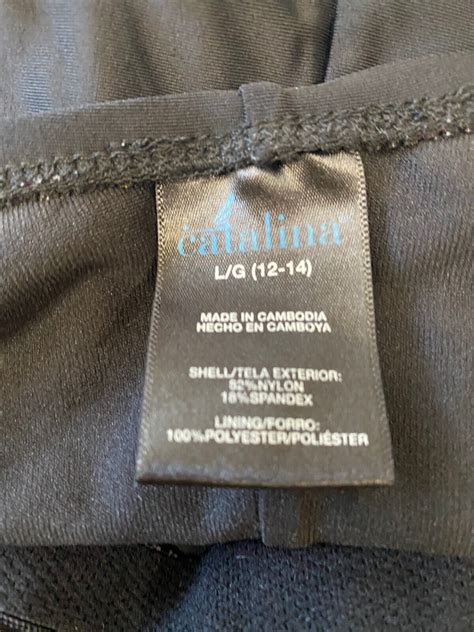 catalina®
L/G (12-14)
MADE IN CAMBODIA
HECHO EN CAMBOYA
SHELL/TELA EXTERIOR:
82%NYLON
18%SPANDEX
LINING/FORRO:
100%POLYESTER/POLIÉSTER